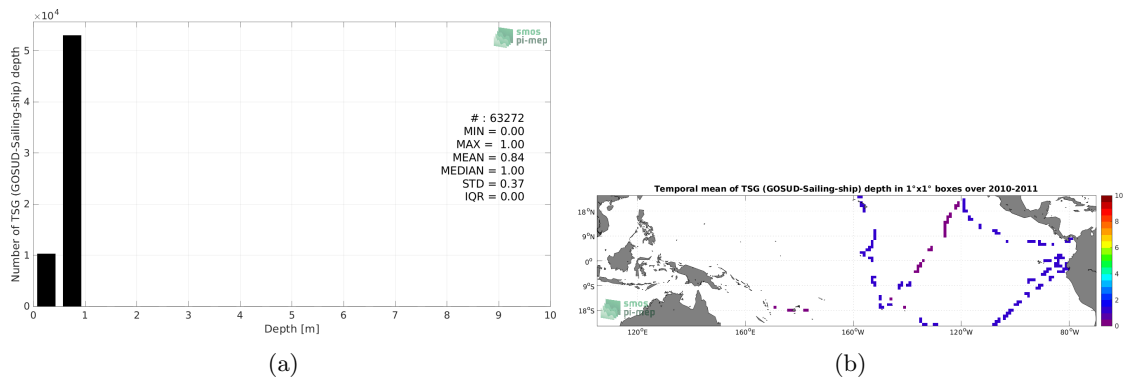 ×10⁴
smos
pi-mep
5
4
3
2
1
0
Number of TSG (GOSUD-Sailing-ship) depth
# : 63272
MIN = 0.00
MAX = 1.00
MEAN = 0.84
MEDIAN = 1.00
STD = 0.37
IQR = 0.00
0 1 2 3 4 5 6 7 8 9 10
Depth [m]
(a)
Temporal mean of TSG (GOSUD-Sailing-ship) depth in 1°x1° boxes over 2010-2011
18°N
9°N
0°
9°S
18°S
smos
pi-mep
120°E 160°E 160°W 120°W 80°W
10
8
6
4
2
0
(b)